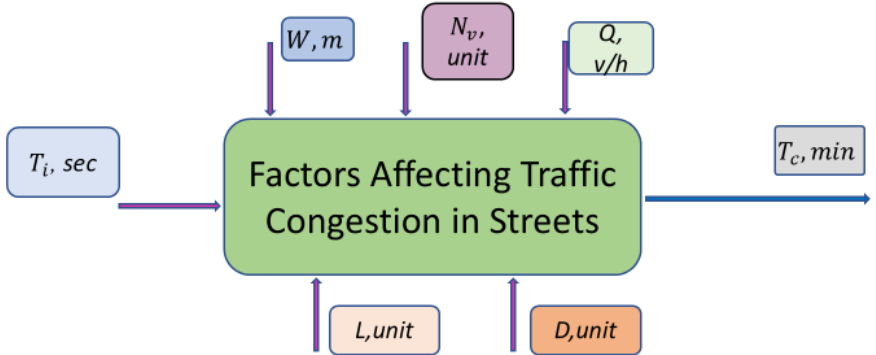 W, m
N_v,
unit
Q,
v/h
T_i, sec
Factors Affecting Traffic
Congestion in Streets
T_c, min
L,unit
D,unit